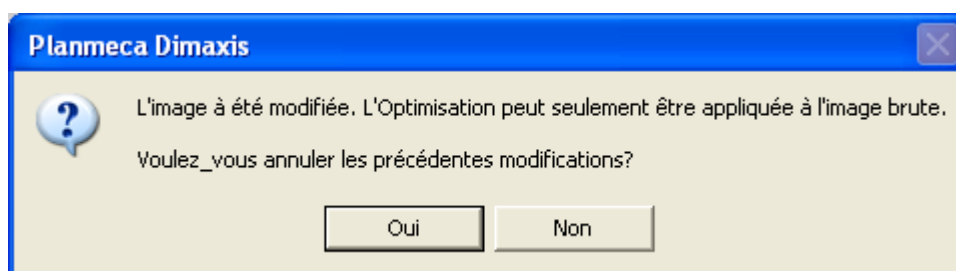 Planmeca Dimaxis
L'image à été modifiée. L'Optimisation peut seulement être appliquée à l'image brute.
Voulez_vous annuler les précédentes modifications?
Oui
Non